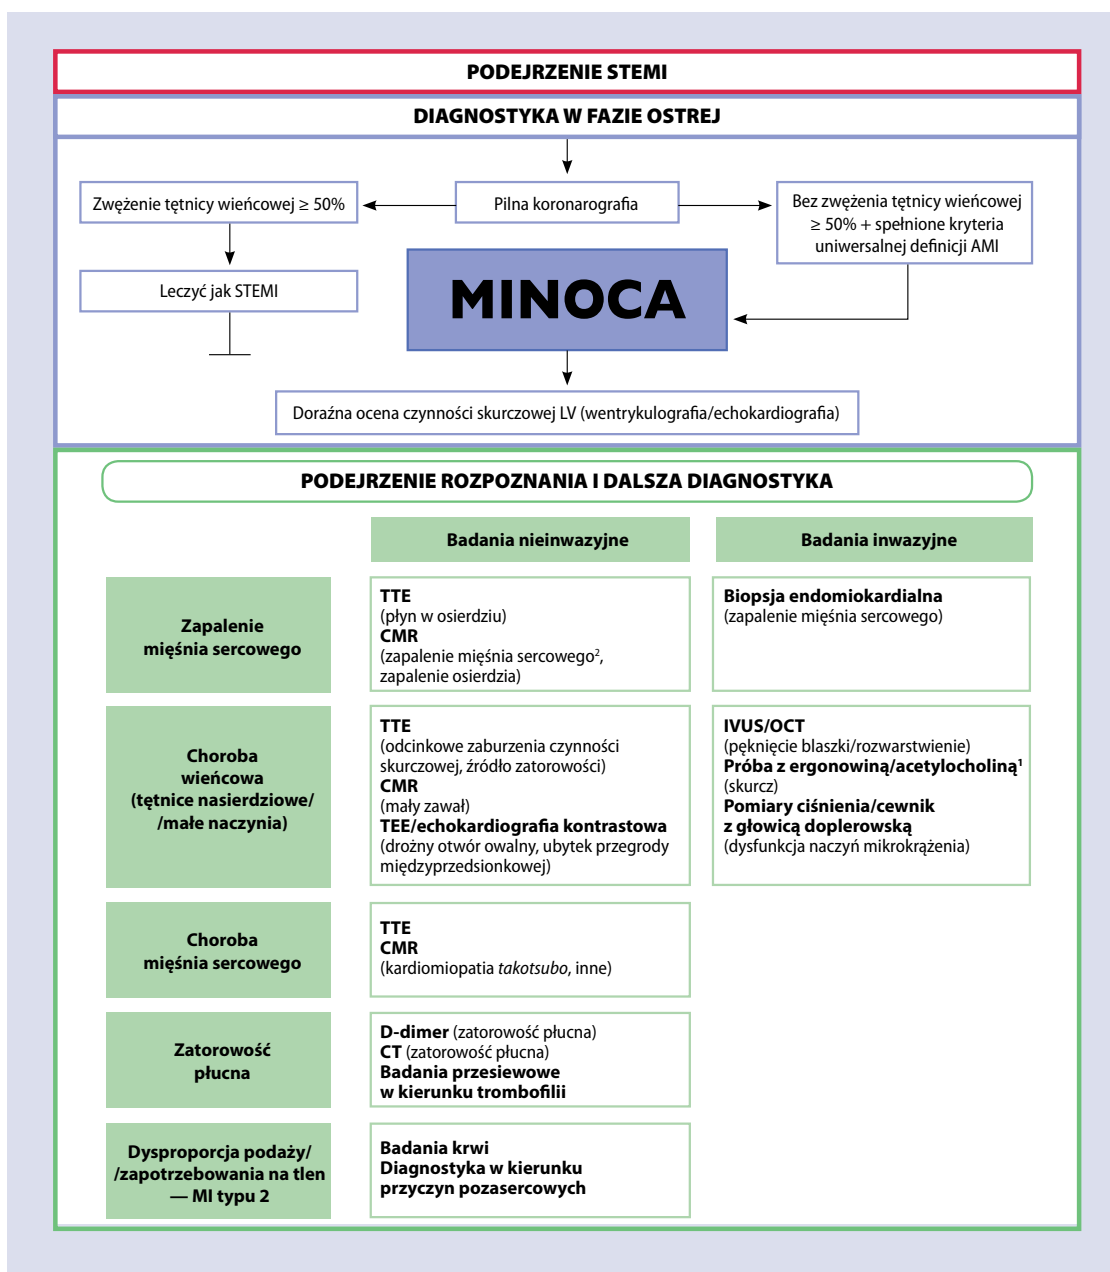 PODEJRZENIE STEMI
DIAGNOSTYKA W FAZIE OSTREJ
Zwężenie tętnicy wieńcowej ≥ 50%
Pilna koronarografia
Bez zwężenia tętnicy wieńcowej
≥ 50% + spełnione kryteria
uniwersalnej definicji AMI
Leczyć jak STEMI
MINOCA
Doraźna ocena czynności skurczowej LV (wentrykulografia/echokardiografia)
PODEJRZENIE ROZPOZNANIA I DALSZA DIAGNOSTYKA
Badania nieinwazyjne
Badania inwazyjne
Zapalenie
mięśnia sercowego
TTE
(płyn w osierdziu)
CMR
(zapalenie mięśnia sercowego²,
zapalenie osierdzia)
Biopsja endomiokardialna
(zapalenie mięśnia sercowego)
Choroba
wieńcowa
(tętnice nasierdziowe/
/małe naczynia)
TTE
(odcinkowe zaburzenia czynności
skurczowej, źródło zatorowości)
CMR
(mały zawał)
TEE/echokardiografia kontrastowa
(drożny otwór owalny, ubytek przegrody
międzyprzedsionkowej)
IVUS/OCT
(pęknięcie blaszki/rozwarstwienie)
Próba z ergonowiną/acetylocholiną¹
(skurcz)
Pomiary ciśnienia/cewnik
z głowicą doplerowską
(dysfunkcja naczyń mikrokrążenia)
Choroba
mięśnia sercowego
TTE
CMR
(kardiomiopatia takotsubo, inne)
Zatorowość
płucna
D-dimer (zatorowość płucna)
CT (zatorowość płucna)
Badania przesiewowe
w kierunku trombofilii
Dysproporcja podaży/
/zapotrzebowania na tlen
— MI typu 2
Badania krwi
Diagnostyka w kierunku
przyczyn pozasercowych